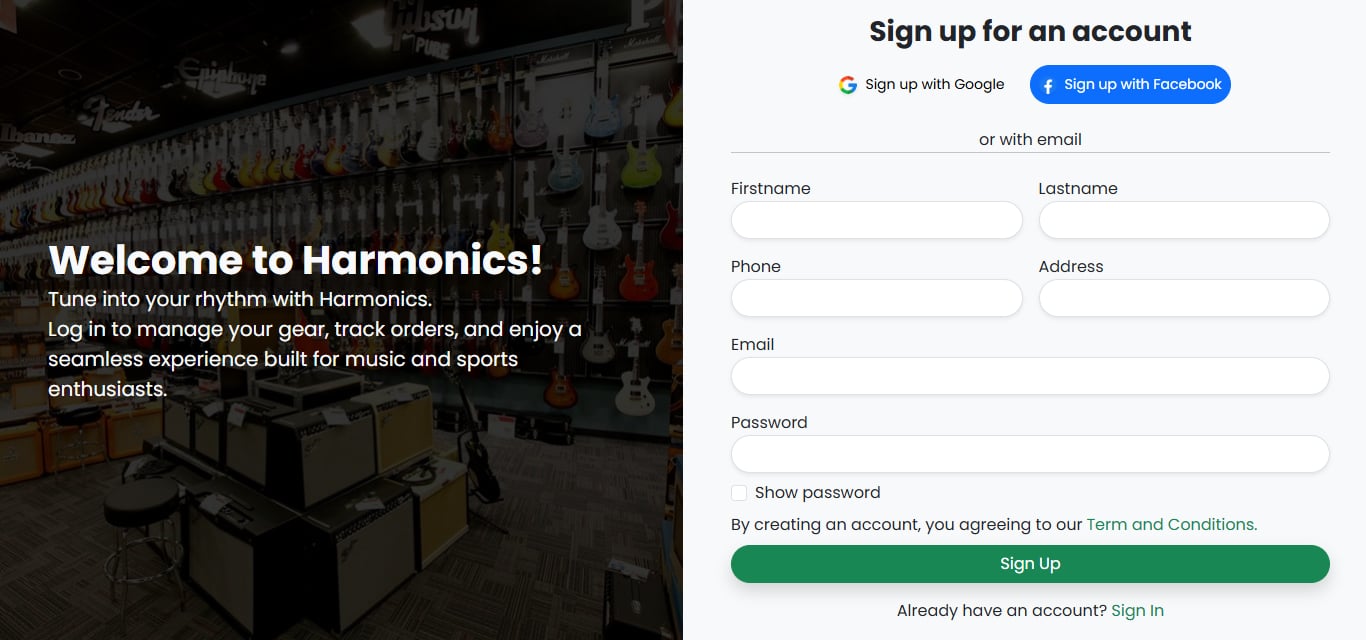 Gibson
PURE
Epiphone
Fender
Ibanez
Rich
Marshall
Welcome to Harmonics!
Tune into your rhythm with Harmonics.
Log in to manage your gear, track orders, and enjoy a
seamless experience built for music and sports
enthusiasts.
Sign up for an account
Sign up with Google
Sign up with Facebook
or with email
Firstname
Lastname
Phone
Address
Email
Password
Show password
By creating an account, you agreeing to our Term and Conditions.
Sign Up
Already have an account? Sign In